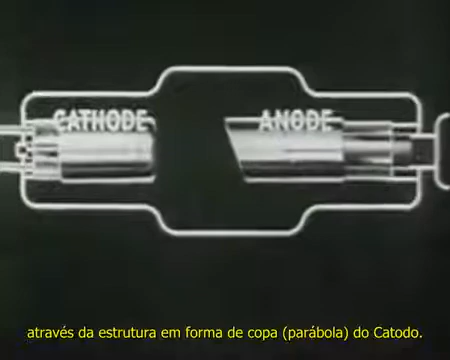 CATHODE ANODE
através da estrutura em forma de copa (parábola) do Catodo.